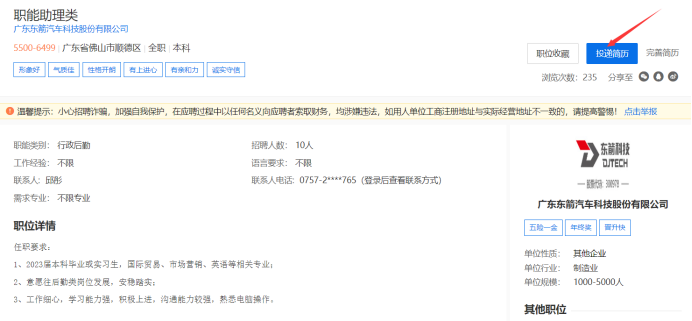 职能助理类
广东东箭汽车科技股份有限公司
5500-6499 | 广东省佛山市顺德区 | 全职 | 本科
职位收藏 投递简历 完善简历
形象好 气质佳 性格开朗 有上进心 有亲和力 诚实守信
浏览次数: 235 分享至
温馨提示: 小心招聘诈骗, 加强自我保护, 在应聘过程中以任何名义向应聘者索取财务, 均涉嫌违法, 如用人单位工商注册地址与实际经营地址不一致的, 请提高警惕! 点击举报
职能类别: 行政后勤 招聘人数: 10人
工作经验: 不限 语言要求: 不限
联系人: 邱彤 联系人电话: 0757-2****765 (登录后查看联系方式)
需求专业: 不限专业
职位详情
任职要求:
1、2023届本科毕业或实习生, 国际贸易、市场营销、英语等相关专业;
2、意愿往后勤类岗位发展, 安稳踏实;
3、工作细心, 学习能力强, 积极上进, 沟通能力较强, 熟悉电脑操作。
东箭科技
DJTECH
广东东箭汽车科技股份有限公司
五险一金 年终奖 晋升快
单位性质: 其他企业
单位行业: 制造业
单位规模: 1000-5000人
其他职位